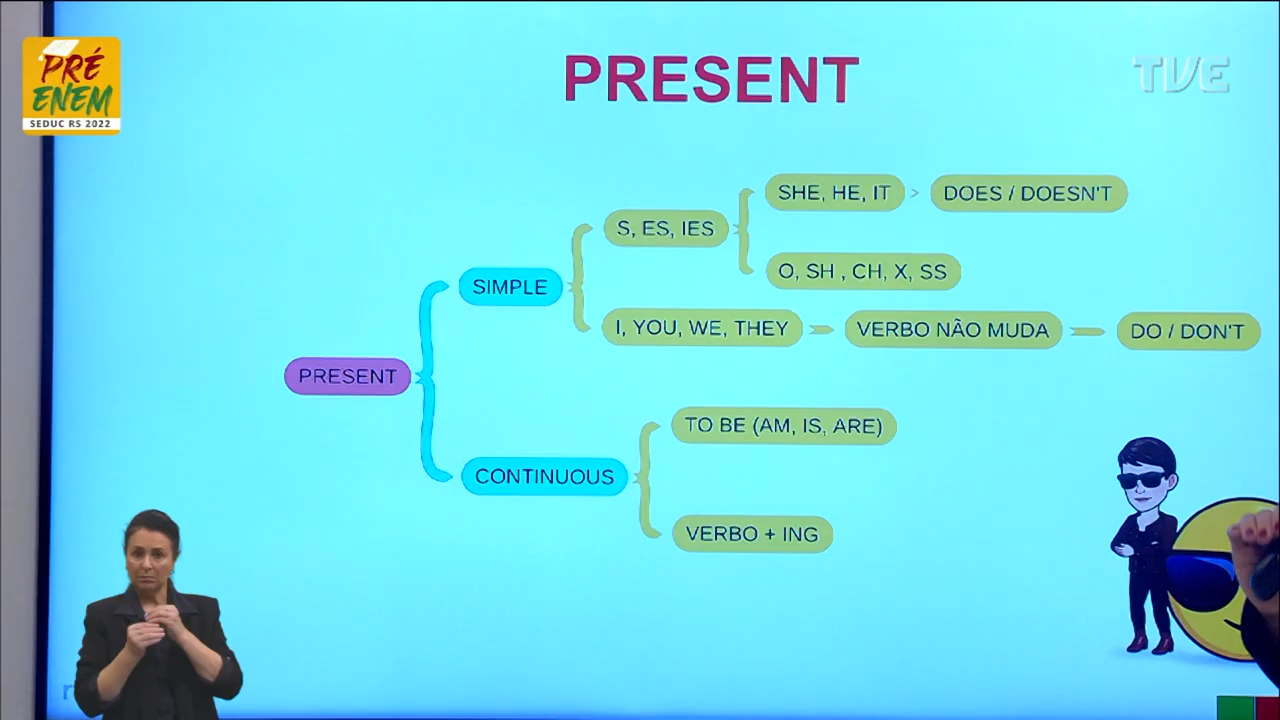 PRÉ
ENEM
SEDUC RS 2022
PRESENT
TVE
SHE, HE, IT > DOES / DOESN'T
S, ES, IES
O, SH , CH, X, SS
SIMPLE
I, YOU, WE, THEY VERBO NÃO MUDA DO / DON'T
PRESENT
TO BE (AM, IS, ARE)
CONTINUOUS
VERBO + ING